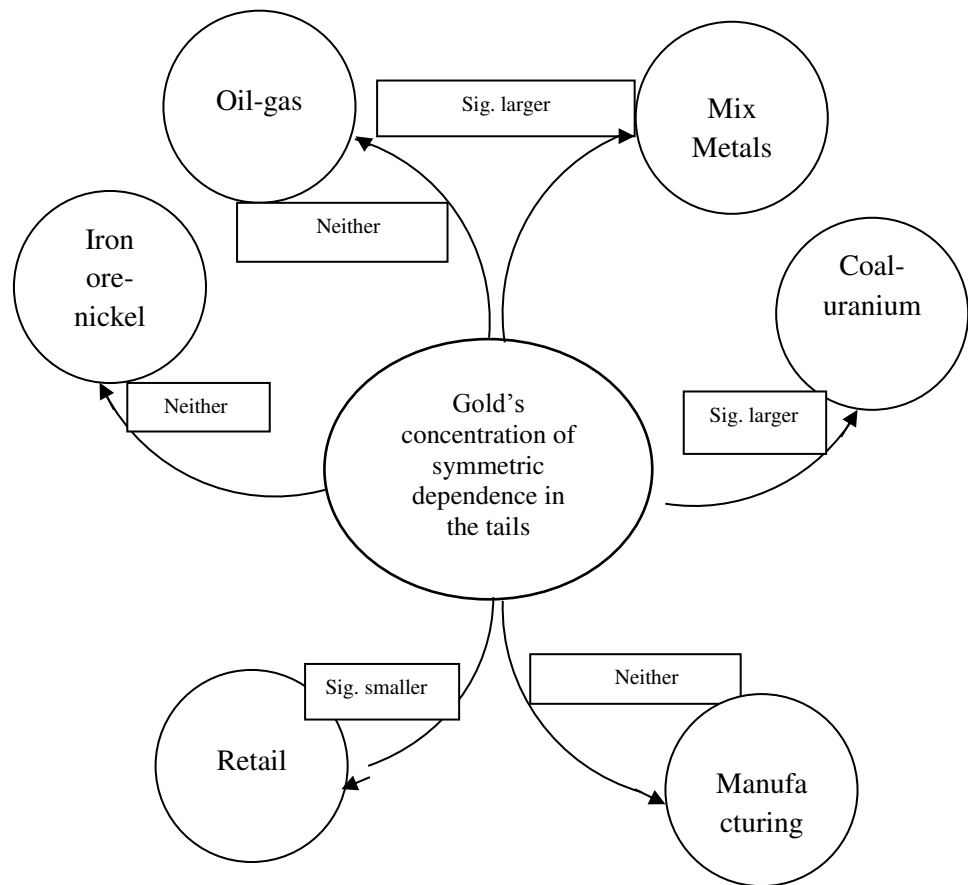 Oil-gas
Sig. larger
Mix
Metals
Neither
Iron
ore-
nickel
Coal-
uranium
Neither
Sig. larger
Gold's
concentration of
symmetric
dependence in
the tails
Sig. smaller
Neither
Retail
Manufa
cturing